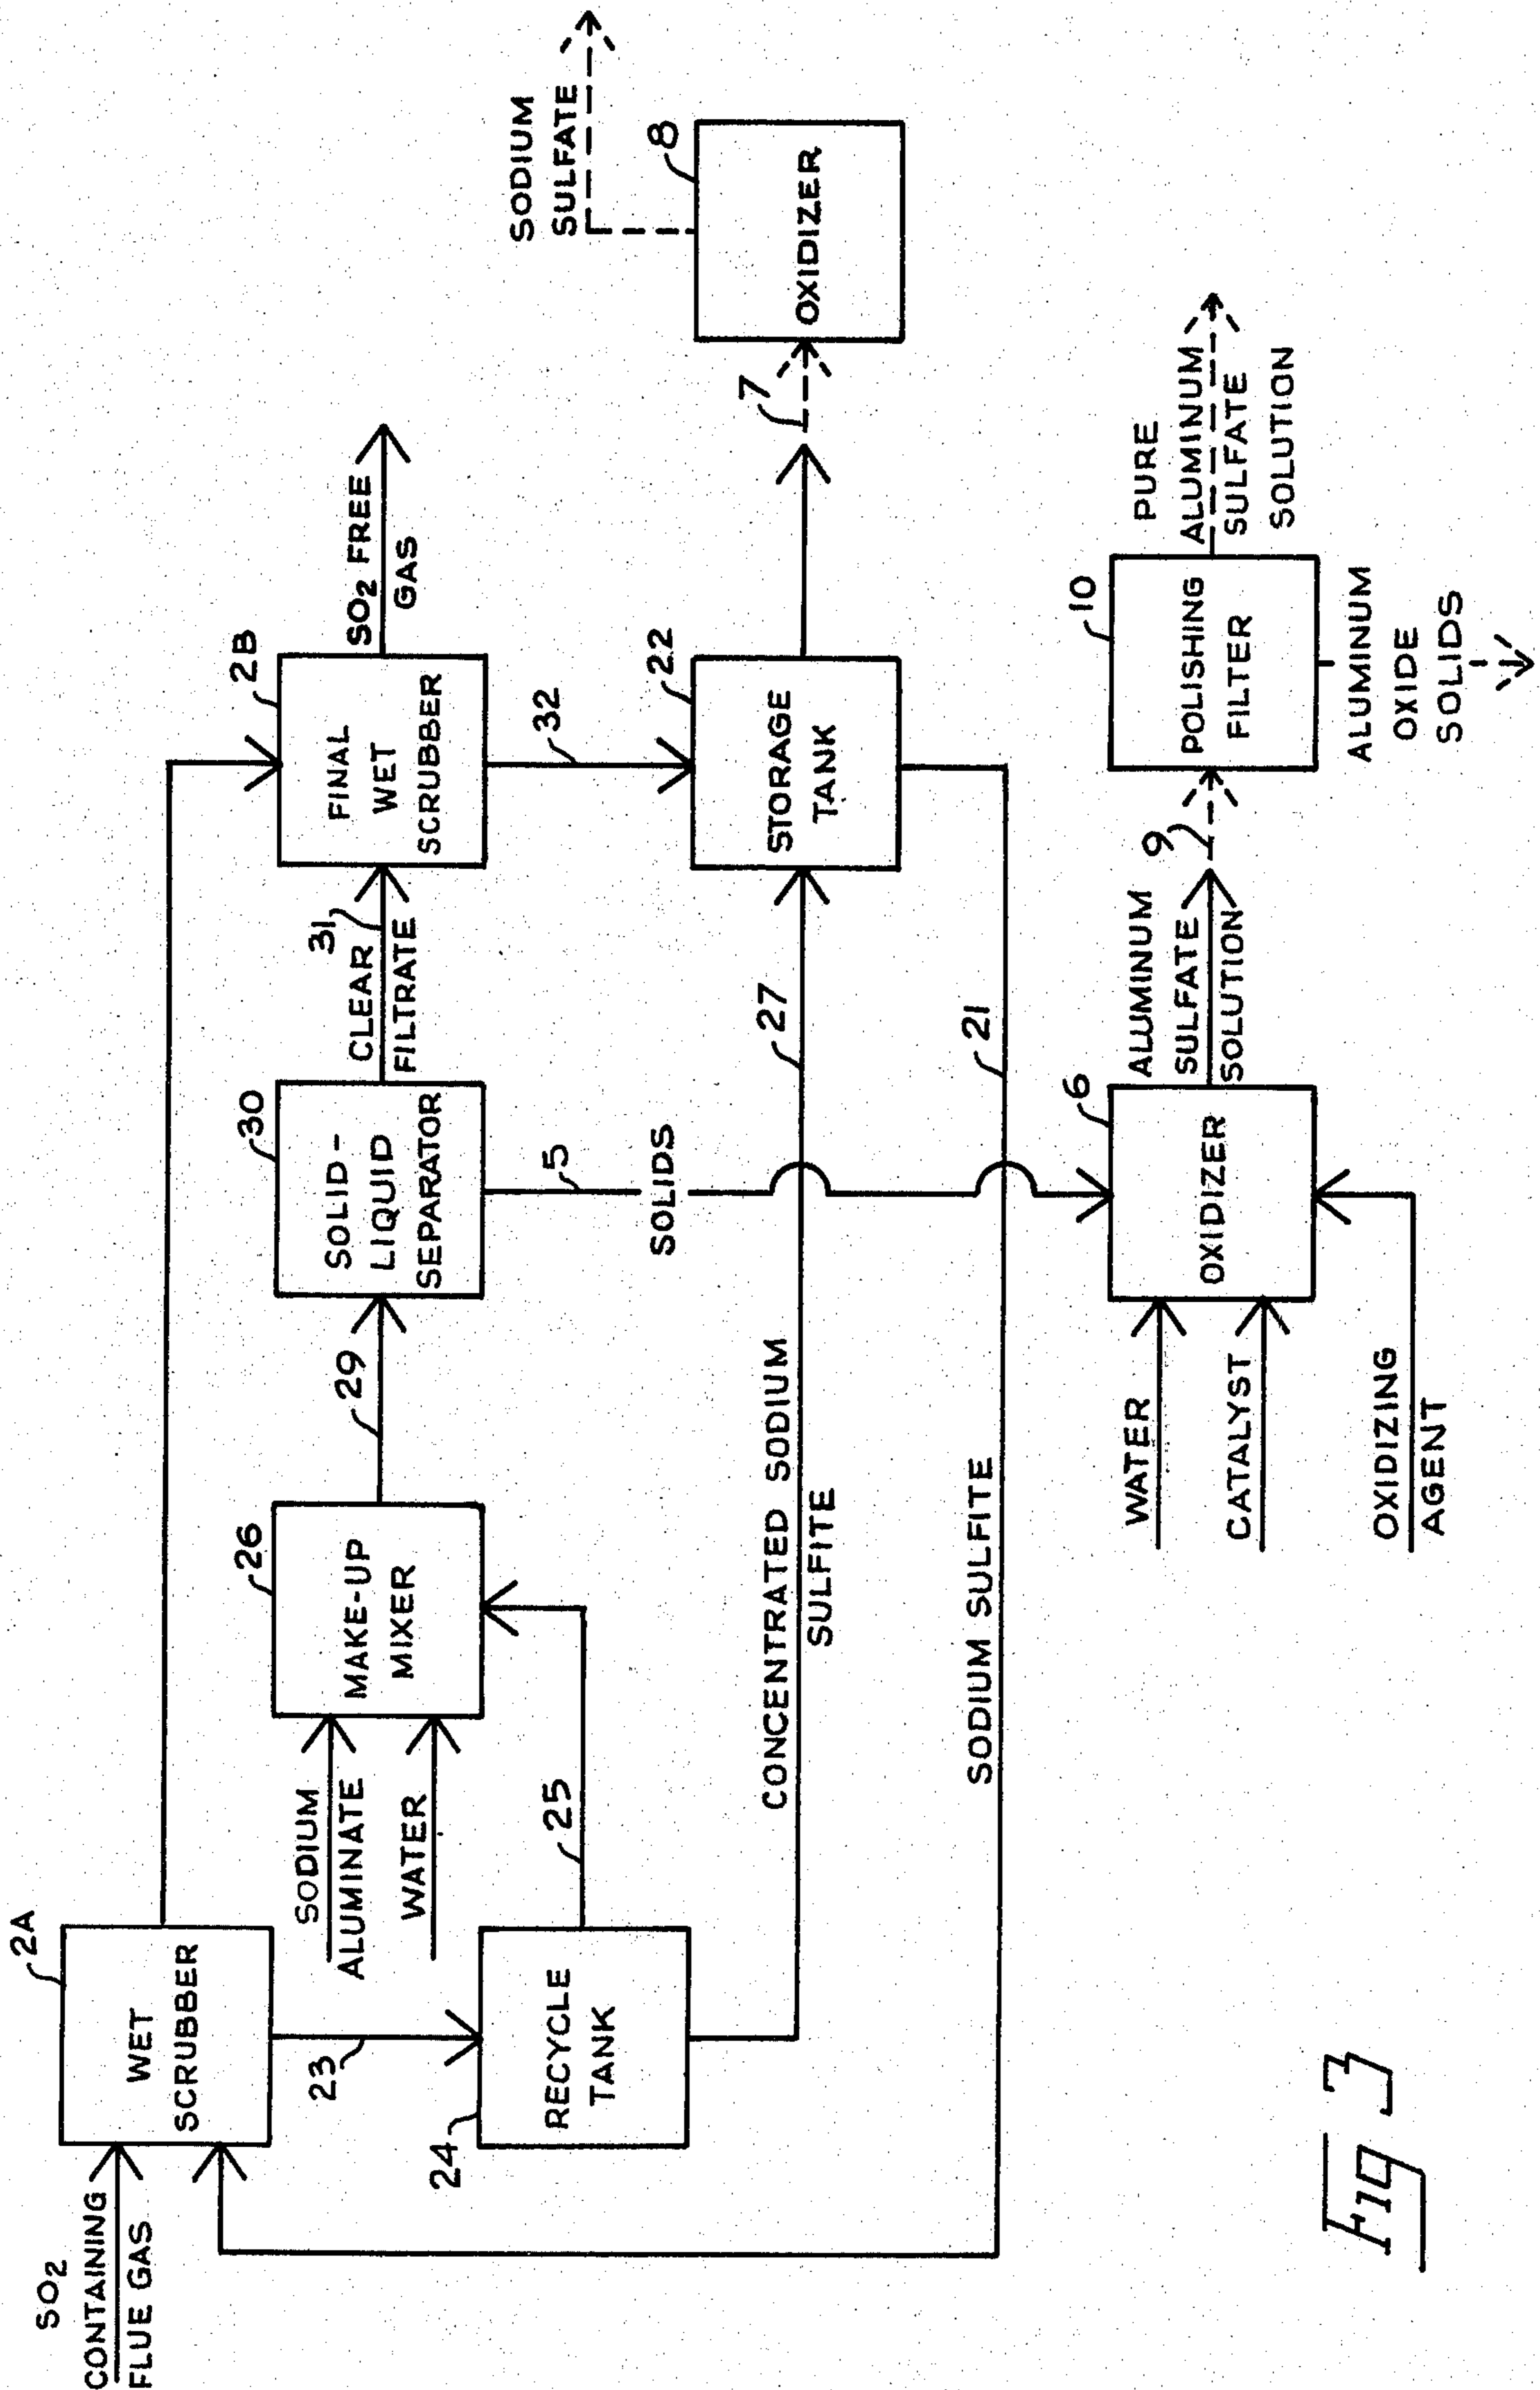 SO2
CONTAINING
FLUE GAS
2A
WET
SCRUBBER
23
24
RECYCLE
TANK
SODIUM
ALUMINATE
WATER
25
26
MAKE-UP
MIXER
29
30
SOLID-
LIQUID
SEPARATOR
31
CLEAR
FILTRATE
2B
FINAL
WET
SCRUBBER
SO2 FREE
GAS
32
5
SOLIDS
CONCENTRATED SODIUM
SULFITE
27
22
STORAGE
TANK
7
8
OXIDIZER
SODIUM
SULFATE
SODIUM SULFITE
21
WATER
CATALYST
OXIDIZING
AGENT
6
OXIDIZER
ALUMINUM
SULFATE
SOLUTION
9
10
POLISHING
FILTER
PURE
ALUMINUM
SULFATE
SOLUTION
ALUMINUM
OXIDE
SOLIDS
Fig 3